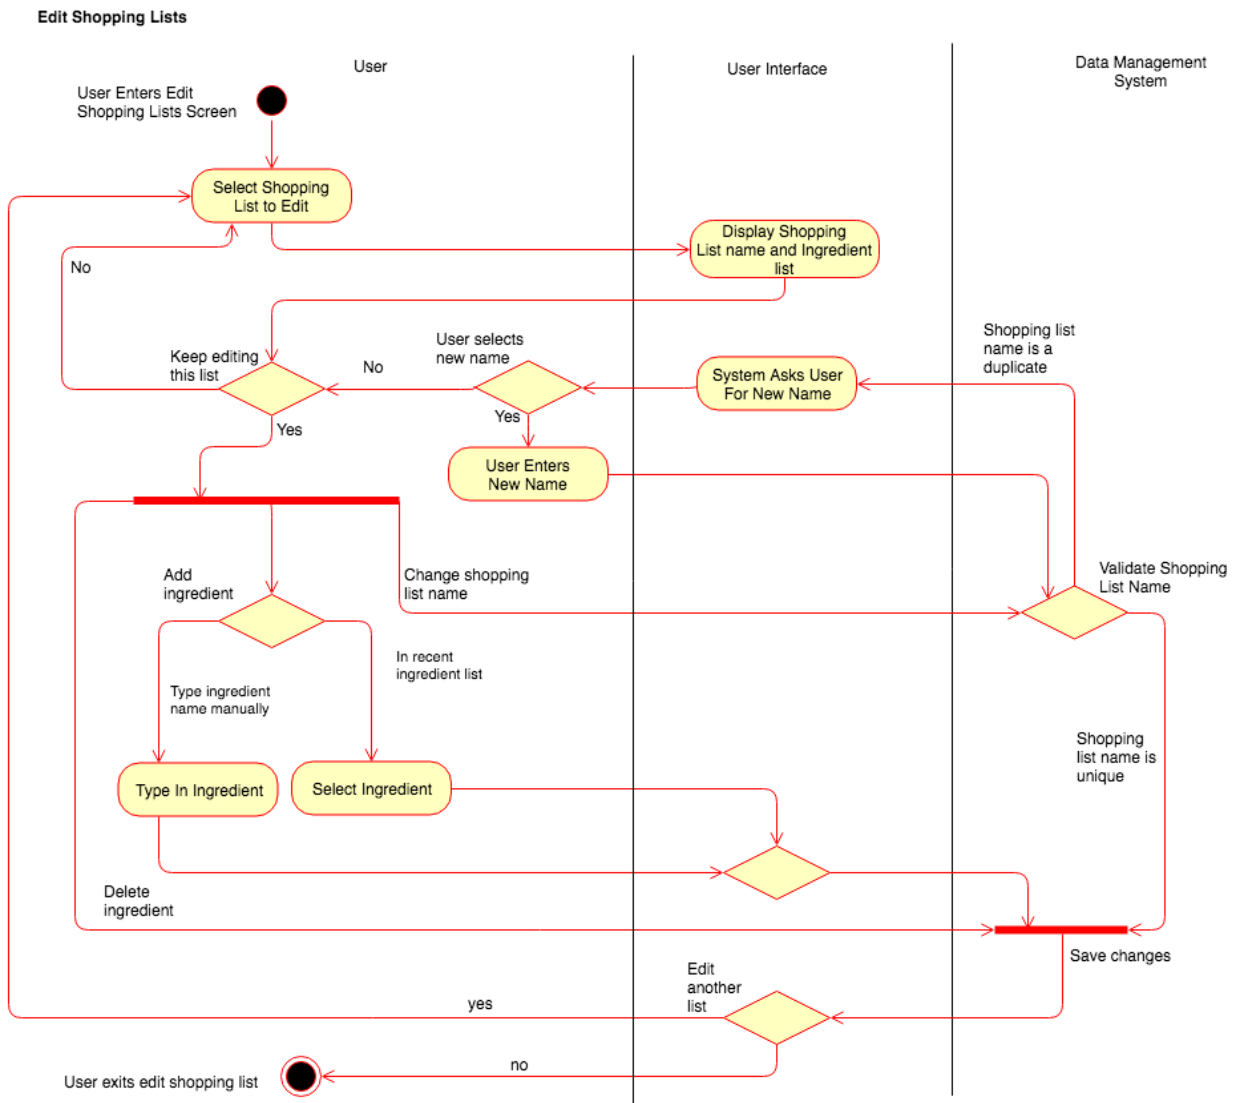 Edit Shopping Lists
User
User Interface
Data Management
System
User Enters Edit
Shopping Lists Screen
Select Shopping
List to Edit
Display Shopping
List name and Ingredient
list
No
Keep editing
this list
No
User selects
new name
System Asks User
For New Name
Shopping list
name is a
duplicate
Yes
Yes
User Enters
New Name
Add
ingredient
Change shopping
list name
Validate Shopping
List Name
In recent
ingredient list
Type ingredient
name manually
Shopping
list name is
unique
Type In Ingredient
Select Ingredient
Delete
ingredient
Save changes
Edit
another
list
yes
no
User exits edit shopping list